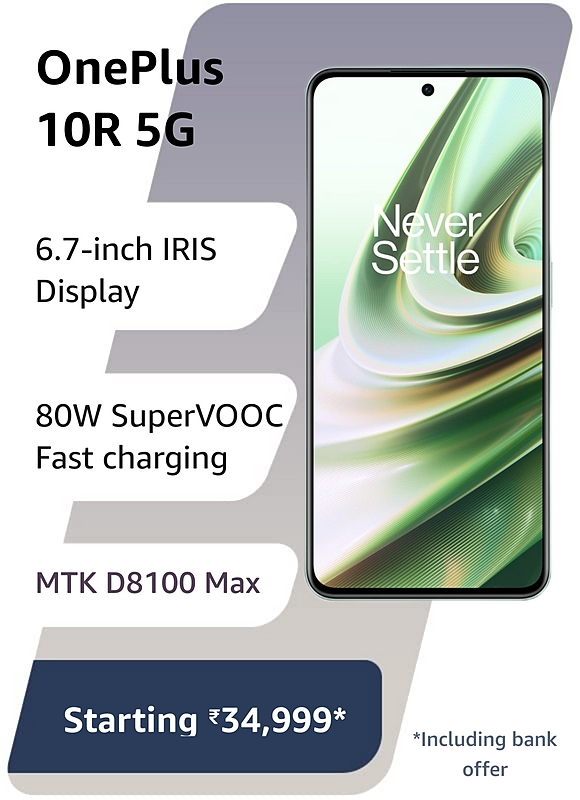 OnePlus
10R 5G
6.7-inch IRIS
Display
80W SuperVOOC
Fast charging
MTK D8100 Max
Starting ₹34,999*
*Including bank
offer
Never
Settle